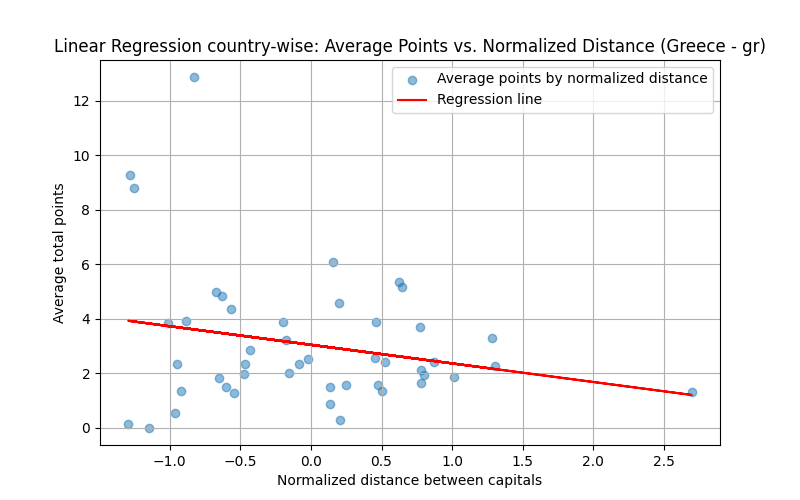 Linear Regression country-wise: Average Points vs. Normalized Distance (Greece - gr)
Average points by normalized distance
Regression line
Average total points
12
10
8
6
4
2
0
−1.0 −0.5 0.0 0.5 1.0 1.5 2.0 2.5
Normalized distance between capitals